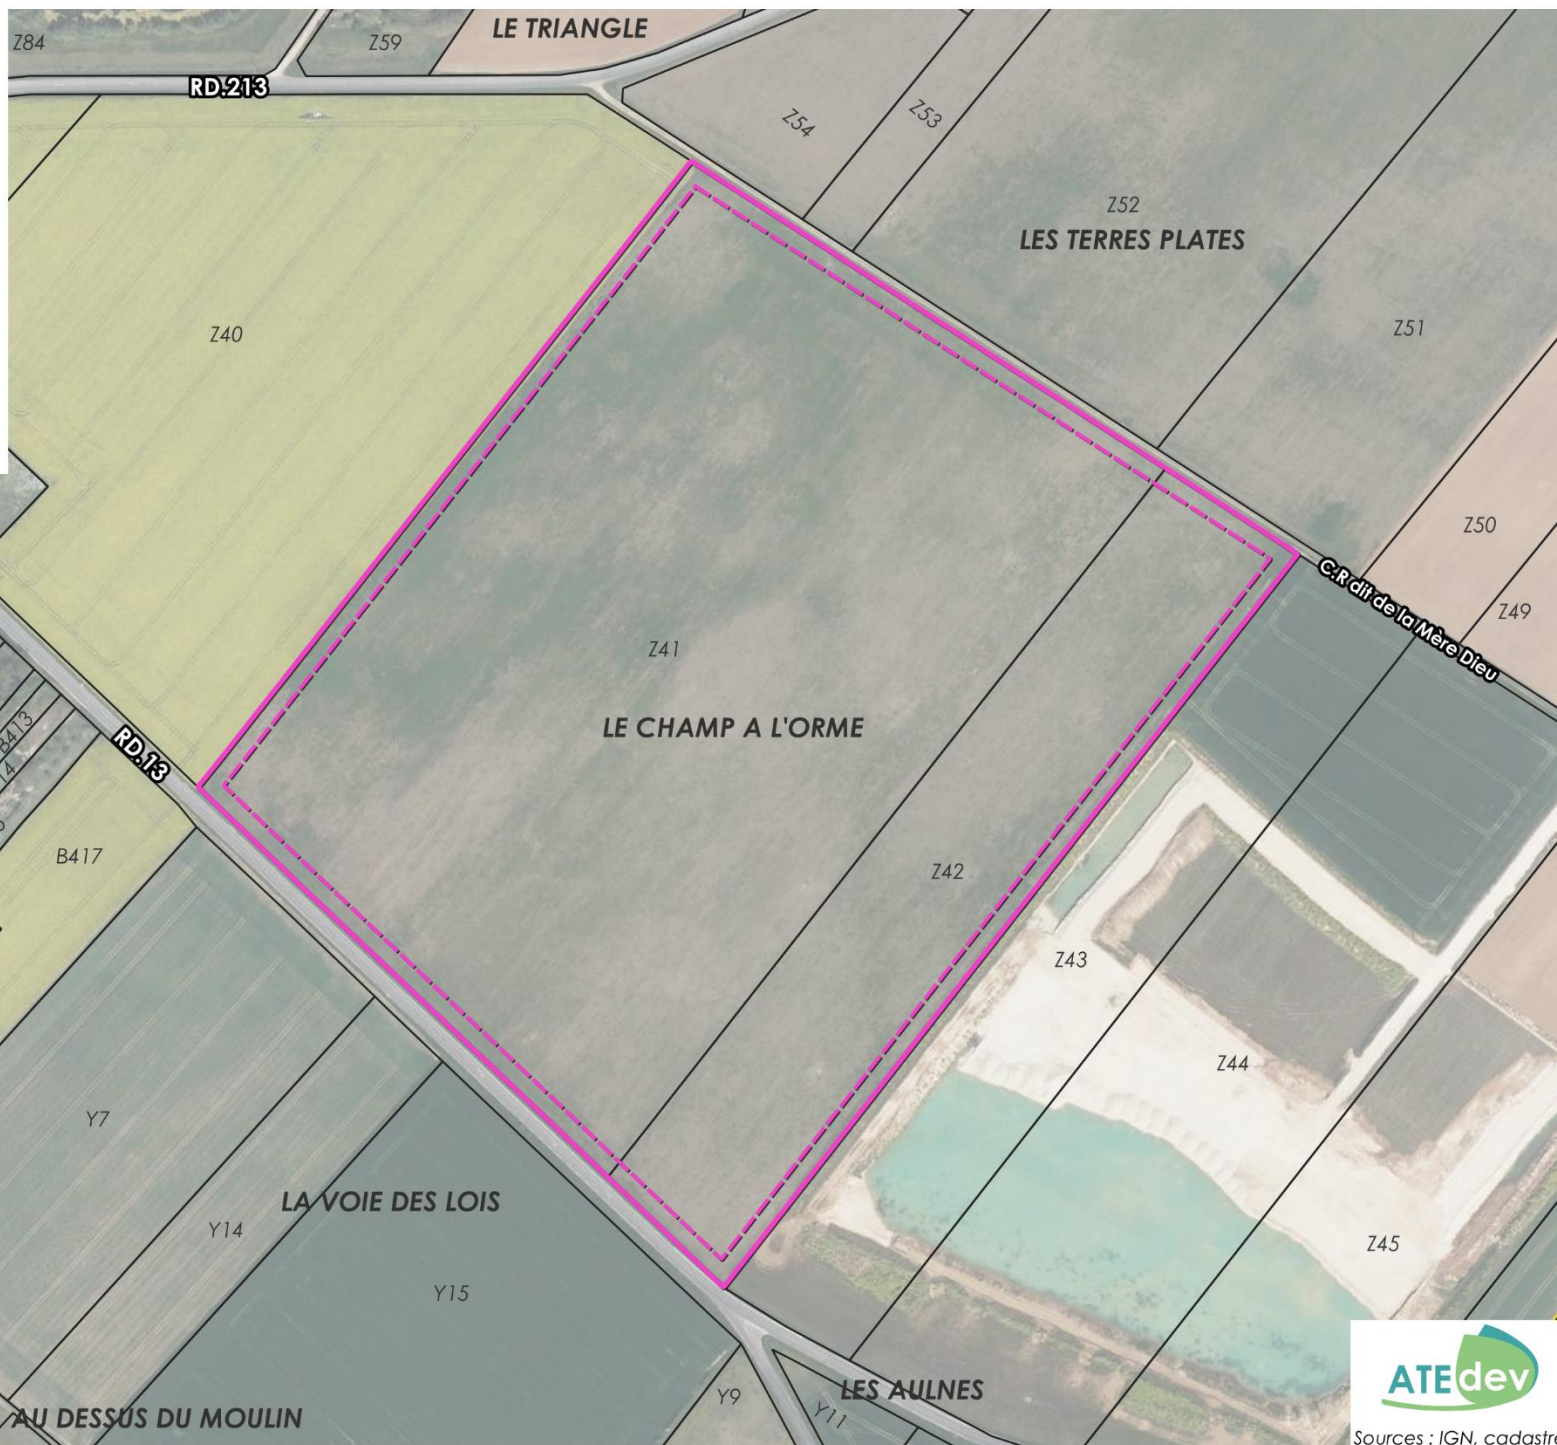 Z84
Z59
LE TRIANGLE
RD.213
Z54
Z53
Z52
LES TERRES PLATES
Z51
Z40
Z50
C.R dit de la Mère Dieu
Z49
Z41
LE CHAMP A L'ORME
B413
14
RD.13
B417
Z42
Z43
Z44
Y7
LA VOIE DES LOIS
Y14
Z45
Y15
LES AULNES
Y9
Y11
AU DESSUS DU MOULIN
ATEdev
Sources : IGN, cadastre